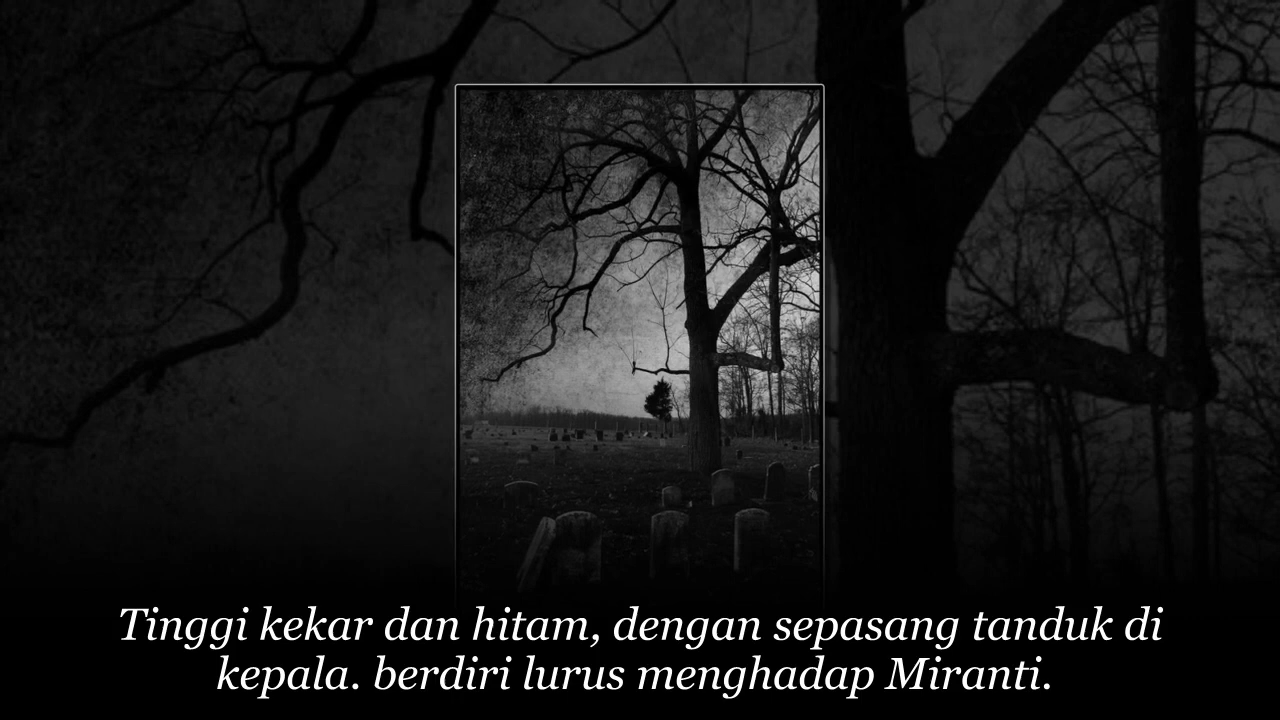 Tinggi kekar dan hitam, dengan sepasang tanduk di
kepala. berdiri lurus menghadap Miranti.